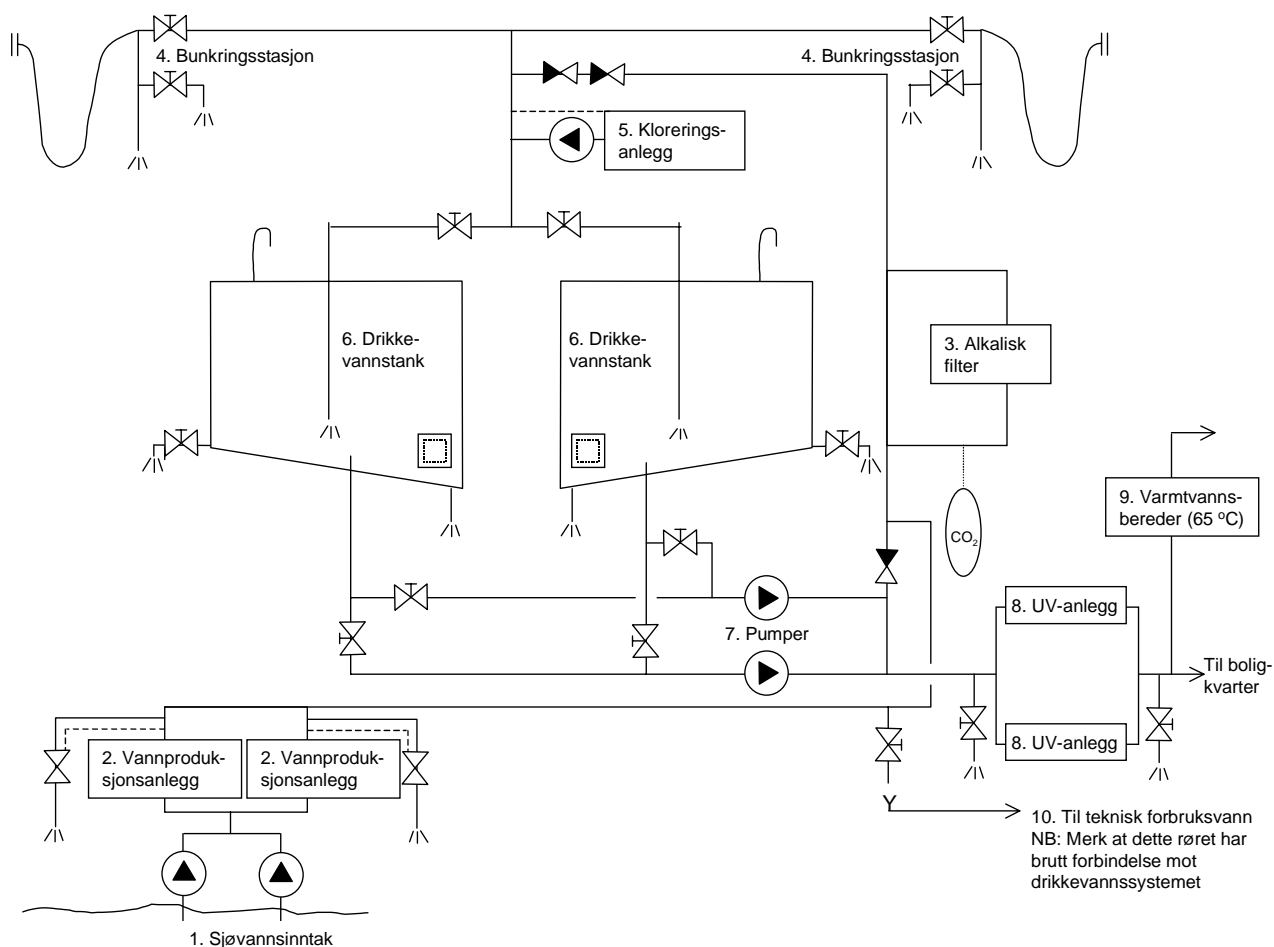 4. Bunkringsstasjon
4. Bunkringsstasjon
5. Klorerings-
anlegg
6. Drikke-
vannstank
6. Drikke-
vannstank
3. Alkalisk
filter
9. Varmtvanns-
bereder (65 ºC)
CO2
8. UV-anlegg
7. Pumper
Til bolig-
kvarter
8. UV-anlegg
2. Vannproduk-
sjonsanlegg
2. Vannproduk-
sjonsanlegg
10. Til teknisk forbruksvann
NB: Merk at dette røret har
brutt forbindelse mot
drikkevannssystemet
1. Sjøvannsinntak